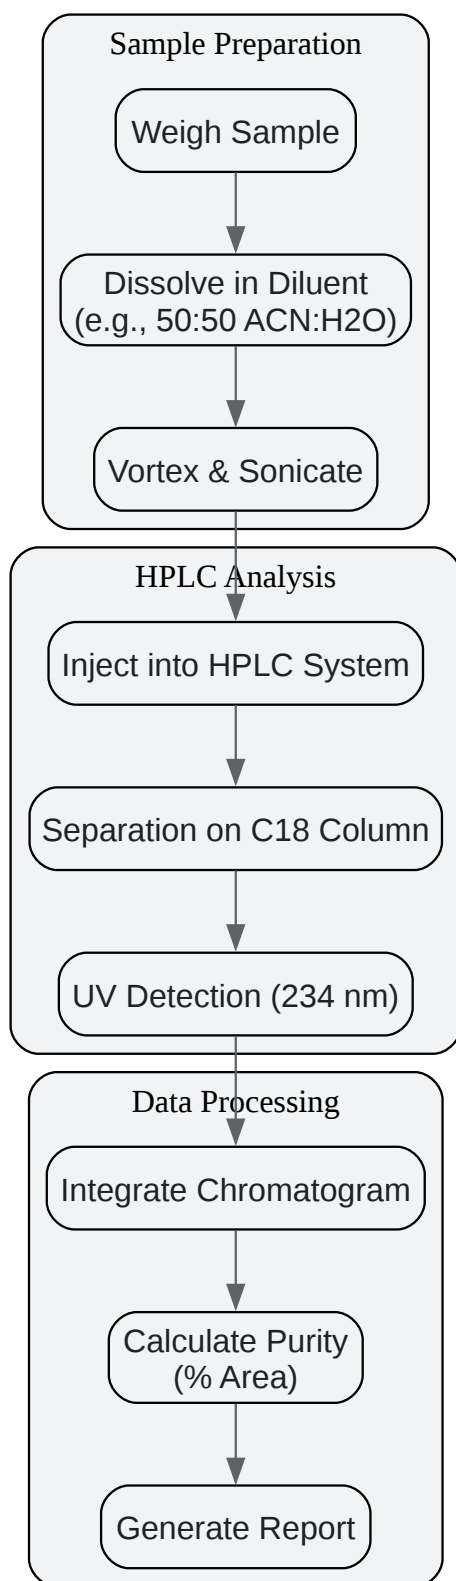 Sample Preparation
Weigh Sample
Dissolve in Diluent
(e.g., 50:50 ACN:H2O)
Vortex & Sonicate
HPLC Analysis
Inject into HPLC System
Separation on C18 Column
UV Detection (234 nm)
Data Processing
Integrate Chromatogram
Calculate Purity
(% Area)
Generate Report